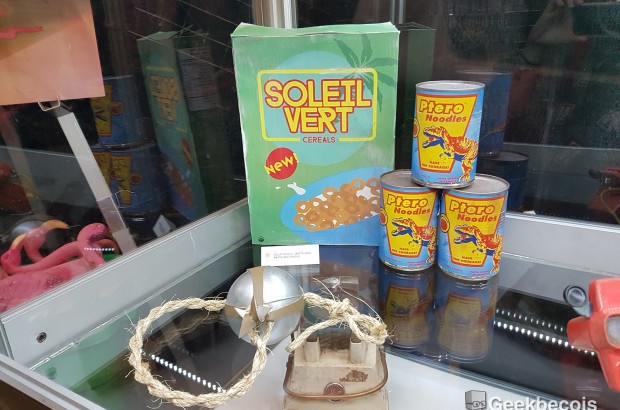 SOLEIL
VERT
CEREALS
New!
Ptero
Noodles
Ptero
Noodles
Ptero
Noodles
Geekbecois